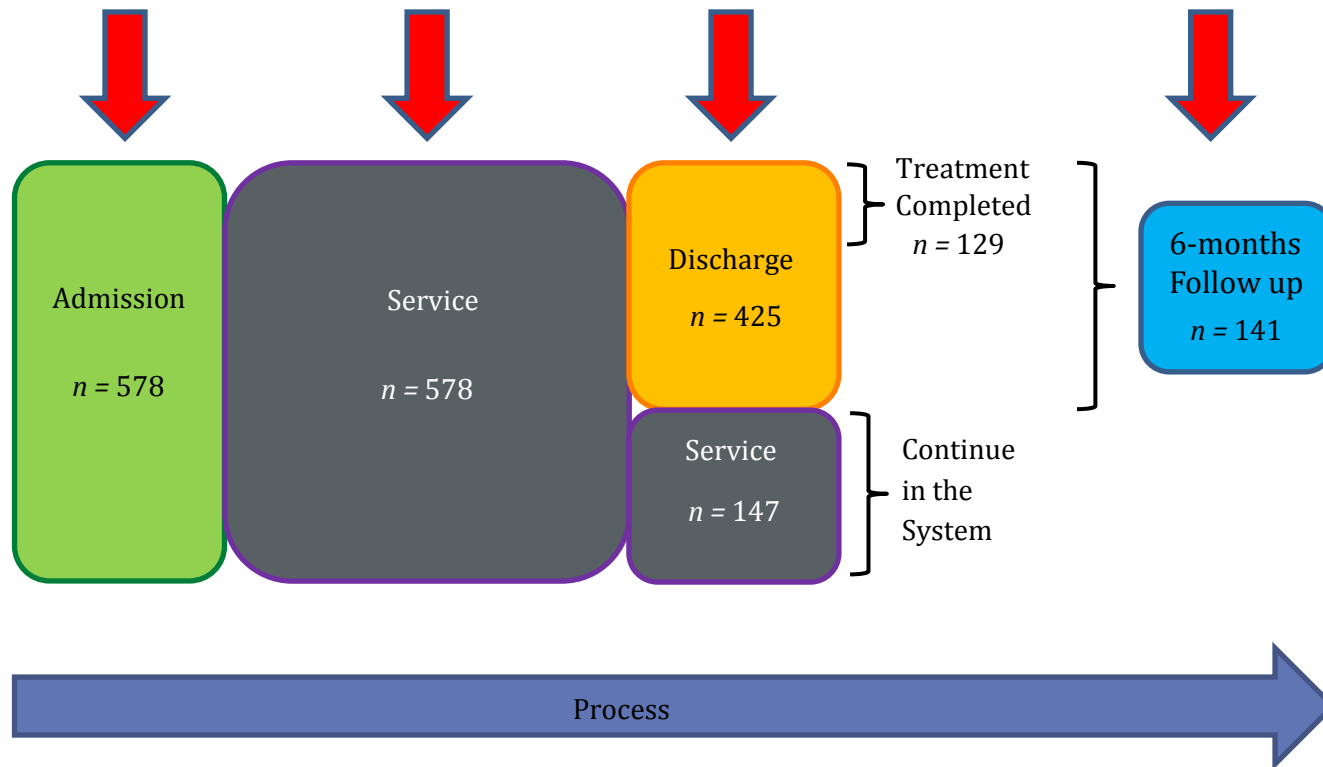 Admission
n = 578
Service
n = 578
Discharge
n = 425
Service
n = 147
Treatment
Completed
n = 129
Continue
in the
System
6-months
Follow up
n = 141
Process